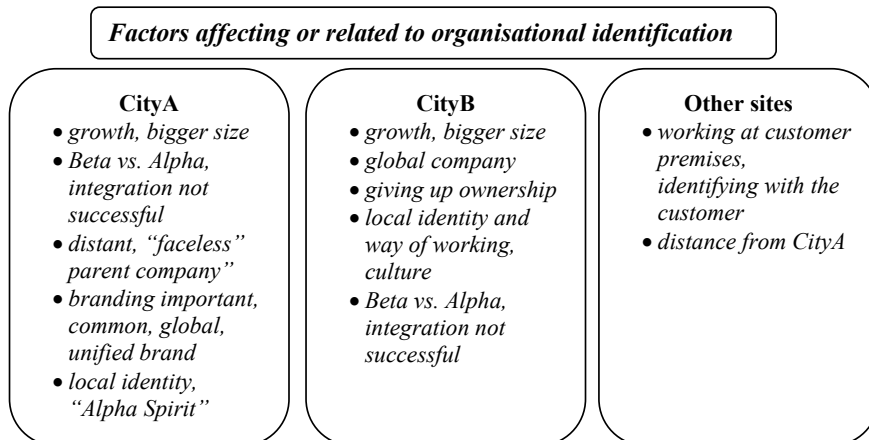 Factors affecting or related to organisational identification
CityA
• growth, bigger size
• Beta vs. Alpha,
integration not
successful
• distant, “faceless”
parent company”
• branding important,
common, global,
unified brand
• local identity,
“Alpha Spirit”
CityB
• growth, bigger size
• global company
• giving up ownership
• local identity and
way of working,
culture
• Beta vs. Alpha,
integration not
successful
Other sites
• working at customer
premises,
identifying with the
customer
• distance from CityA